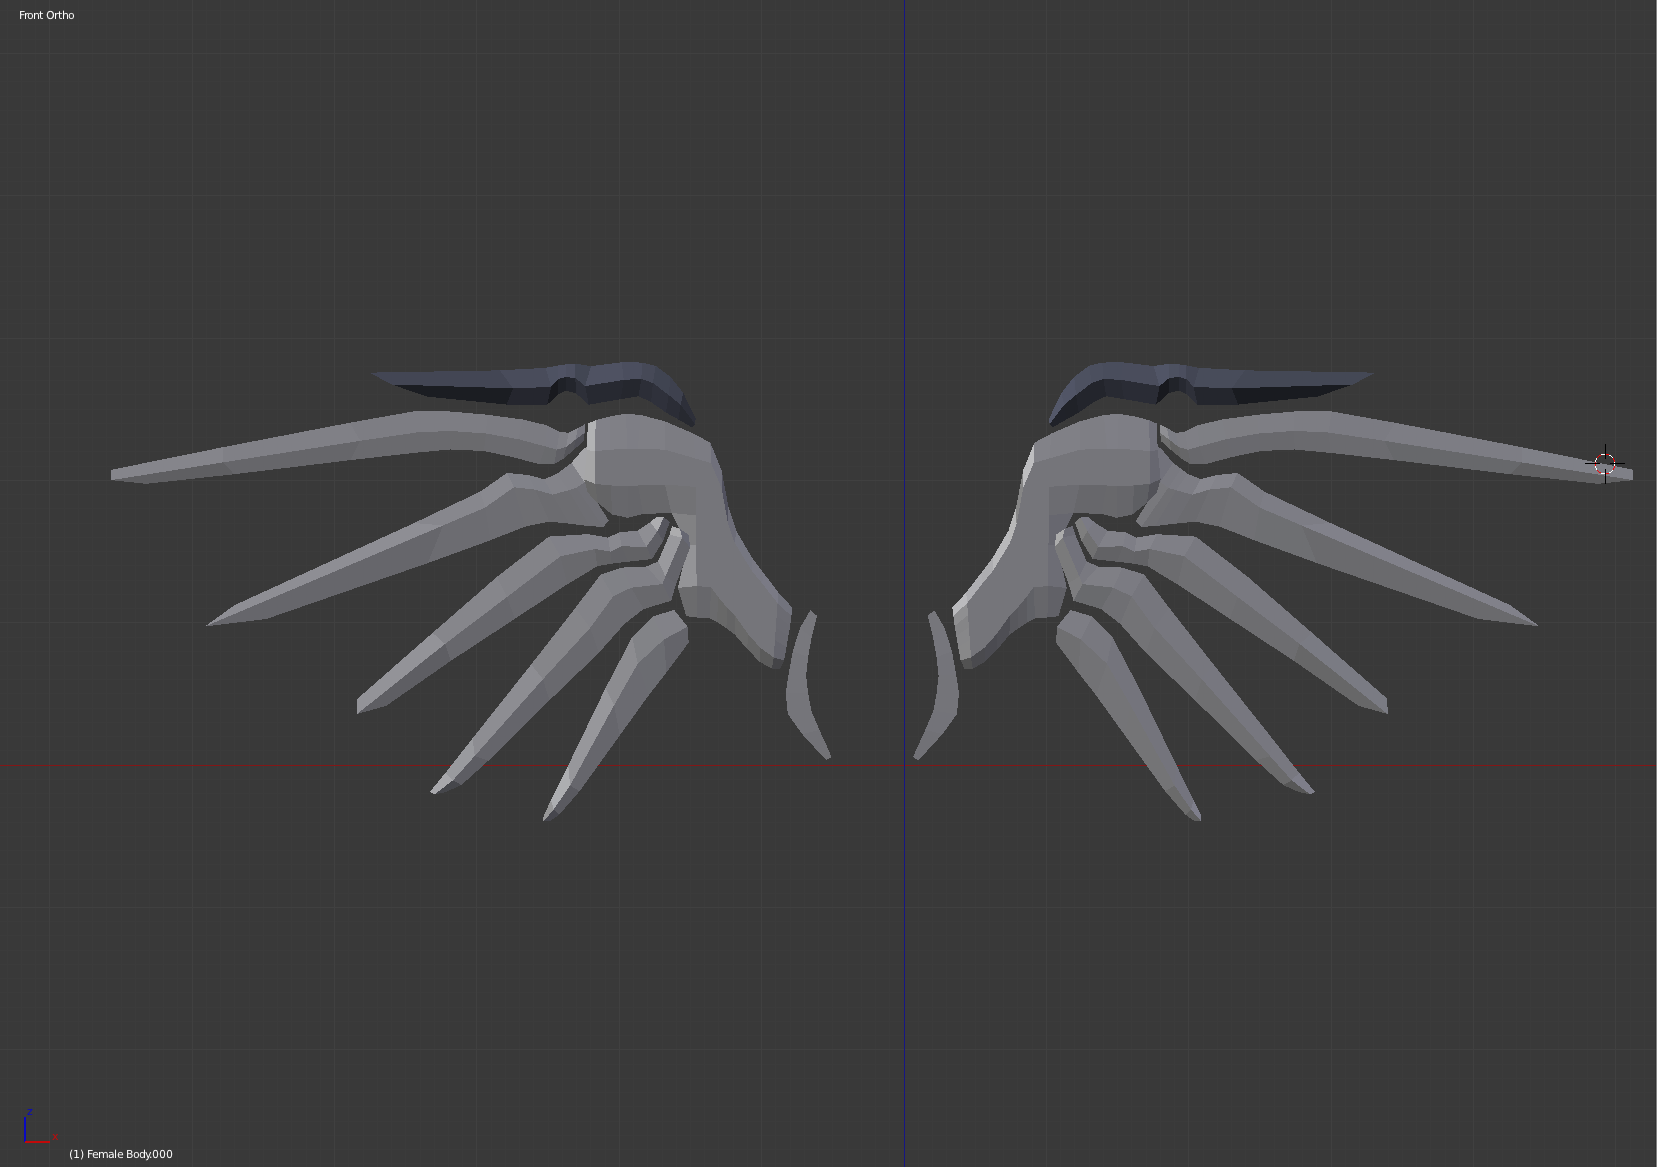 Front Ortho
z
x
(1) Female Body.000